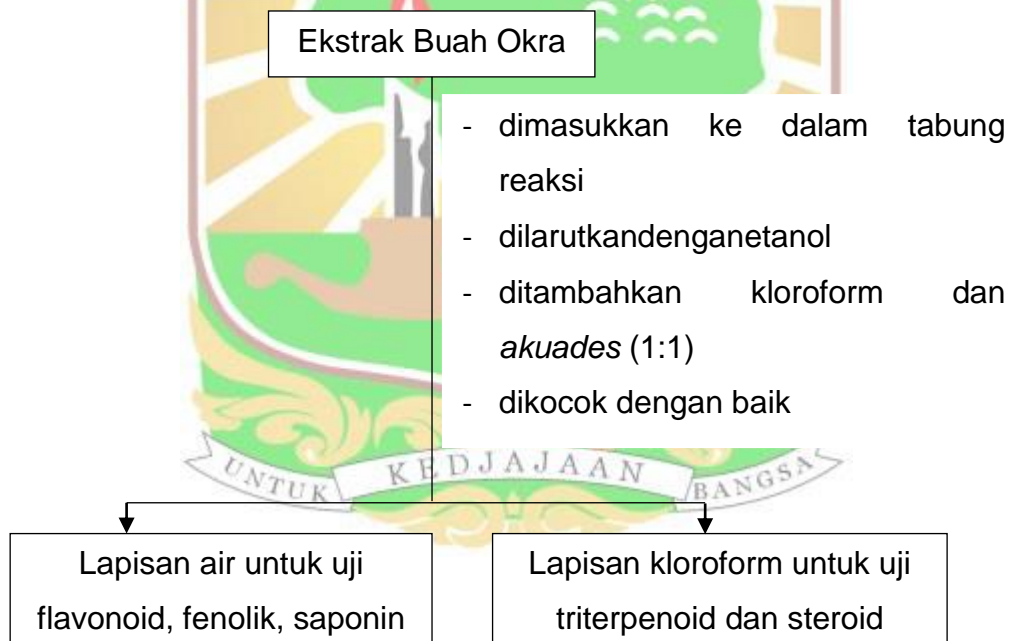 Ekstrak Buah Okra
- dimasukkan ke dalam tabung
reaksi
- dilarutkandenganetanol
- ditambahkan kloroform dan
akuades (1:1)
- dikocok dengan baik
UNTUK KEDJAJAAN BANGSA
Lapisan air untuk uji
flavonoid, fenolik, saponin
Lapisan kloroform untuk uji
triterpenoid dan steroid